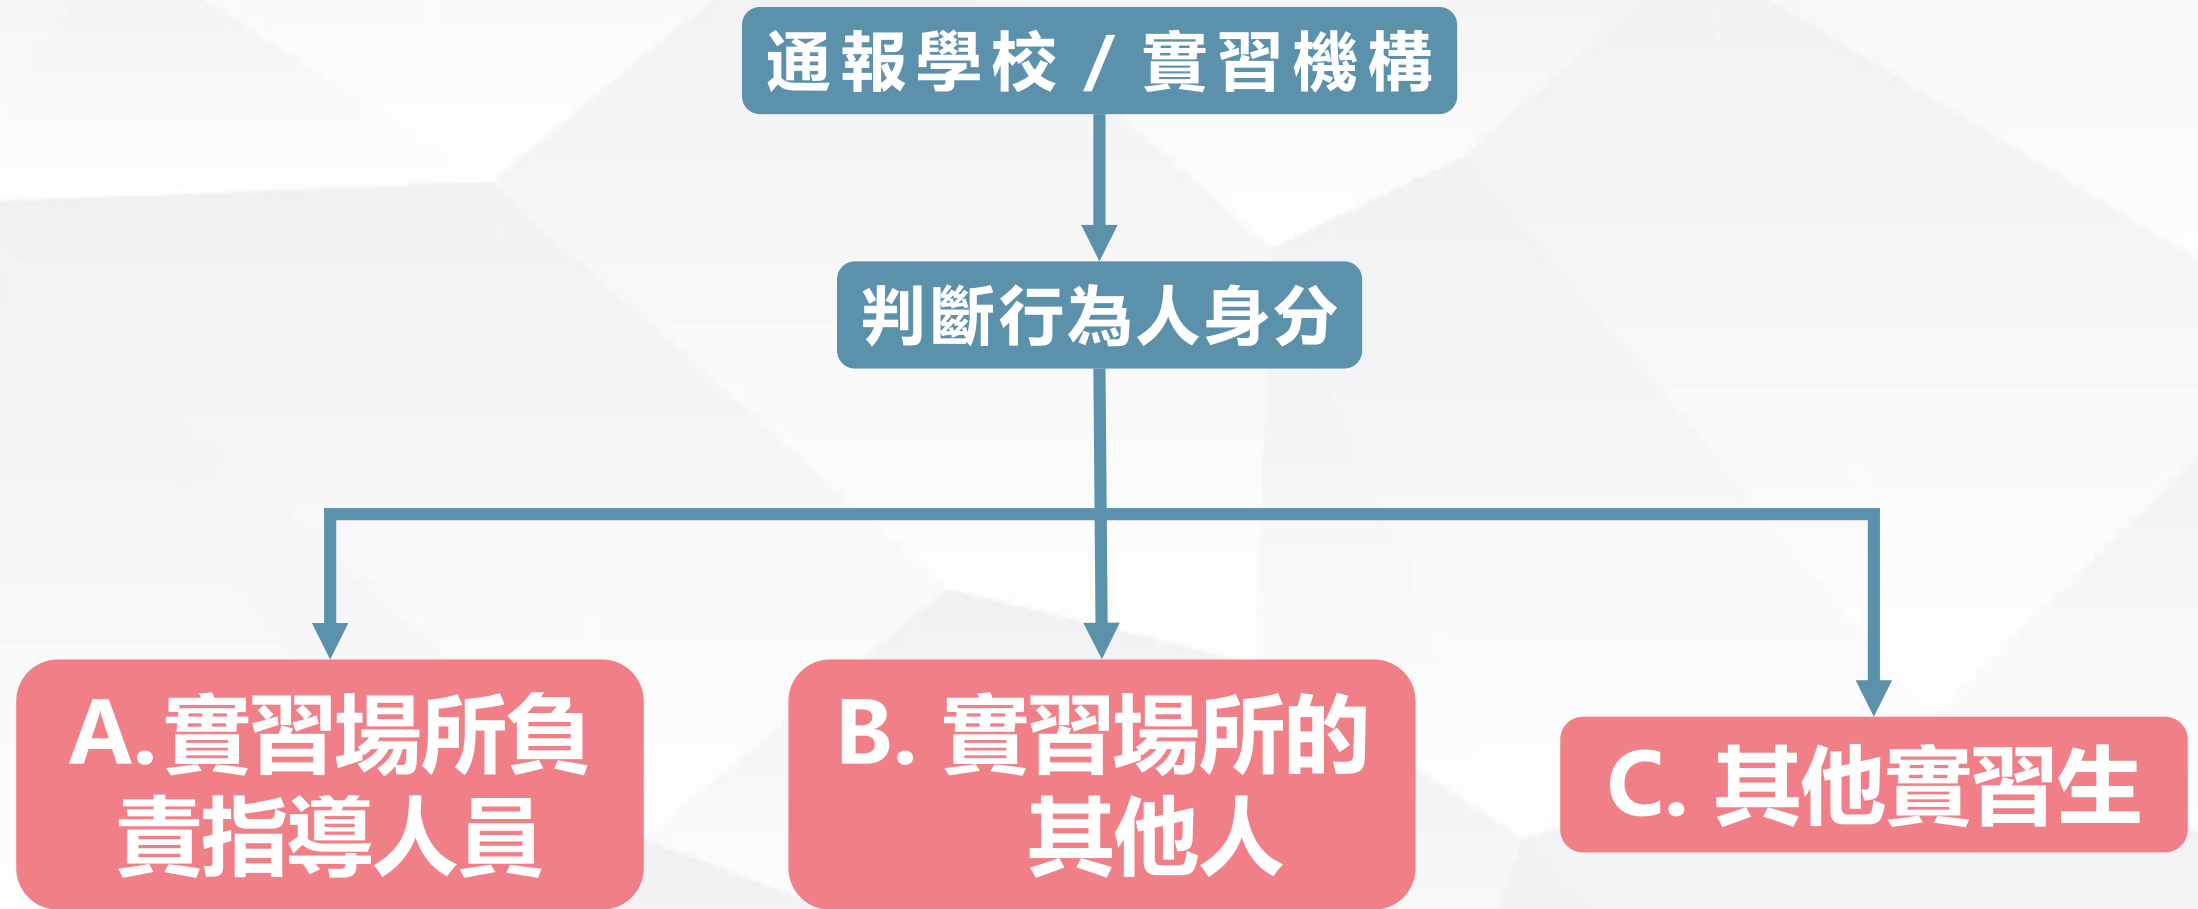 通報學校 / 實習機構
判斷行為人身分
A.實習場所負
責指導人員
B. 實習場所的
其他人
C. 其他實習生